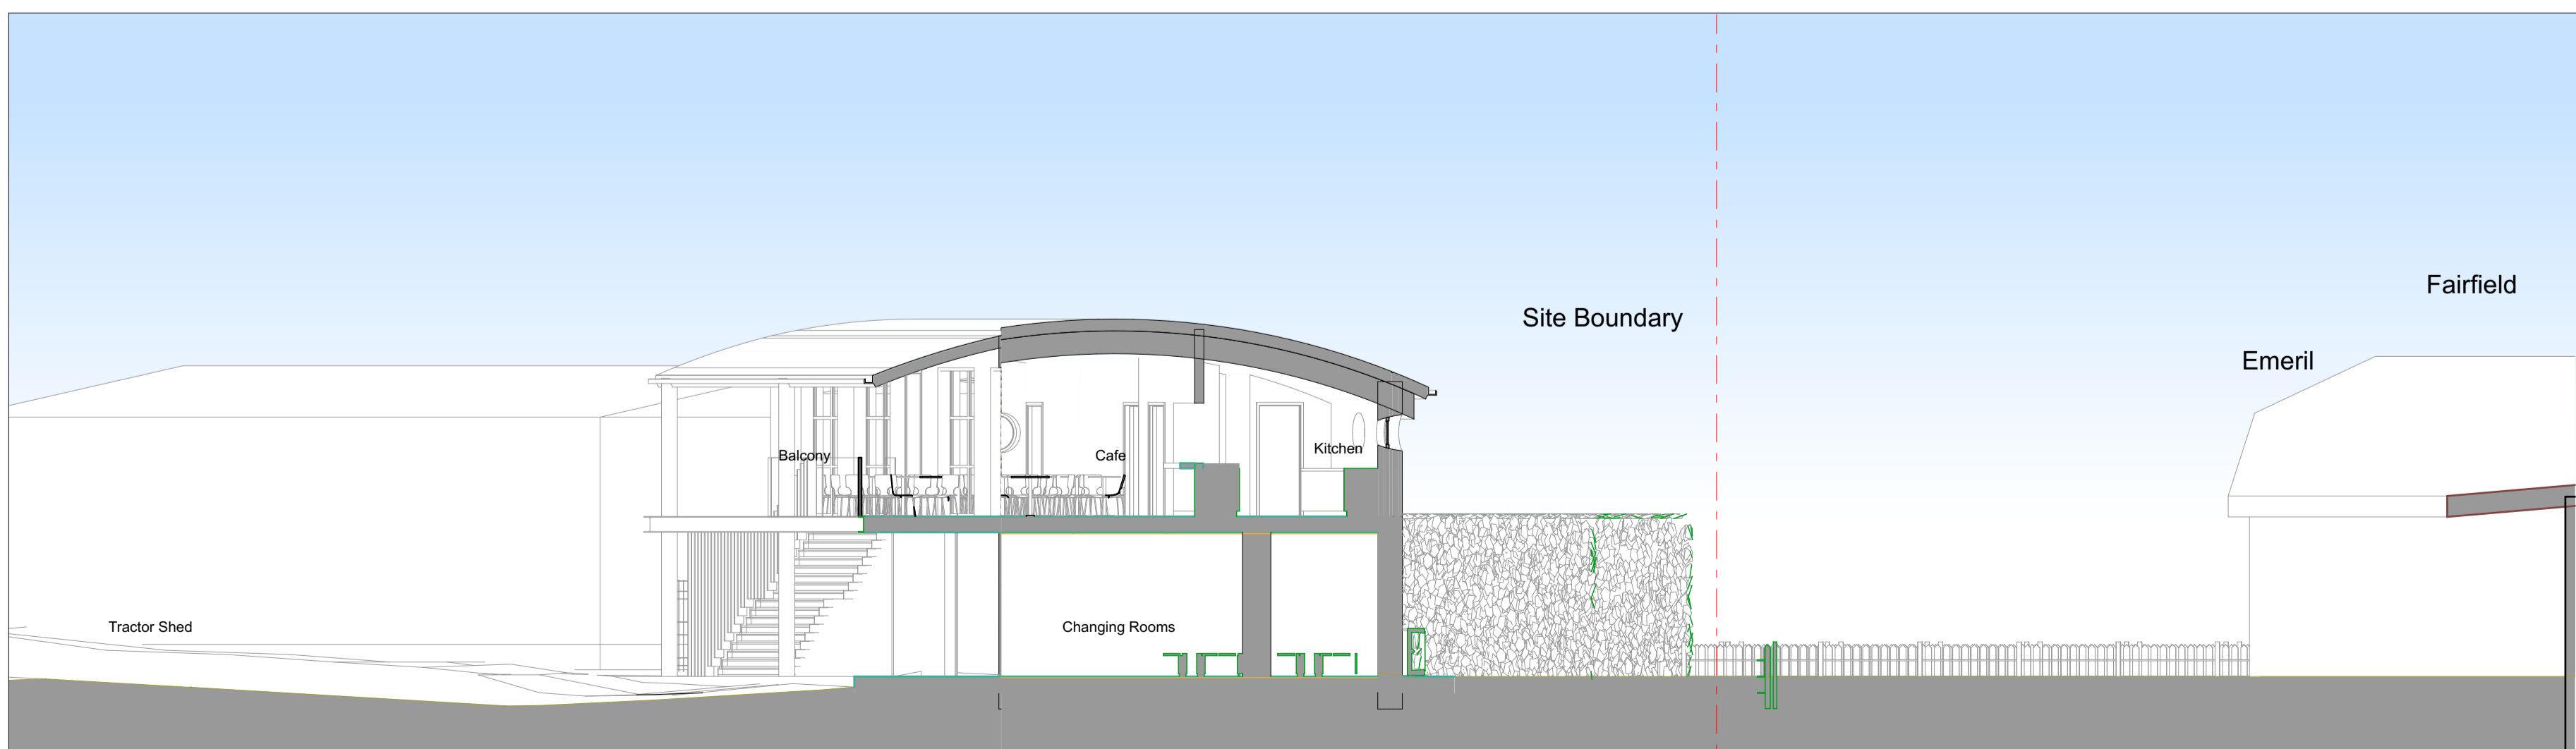 Fairfield
Site Boundary
Emeril
Balcony
Cafe
Kitchen
Tractor Shed
Changing Rooms